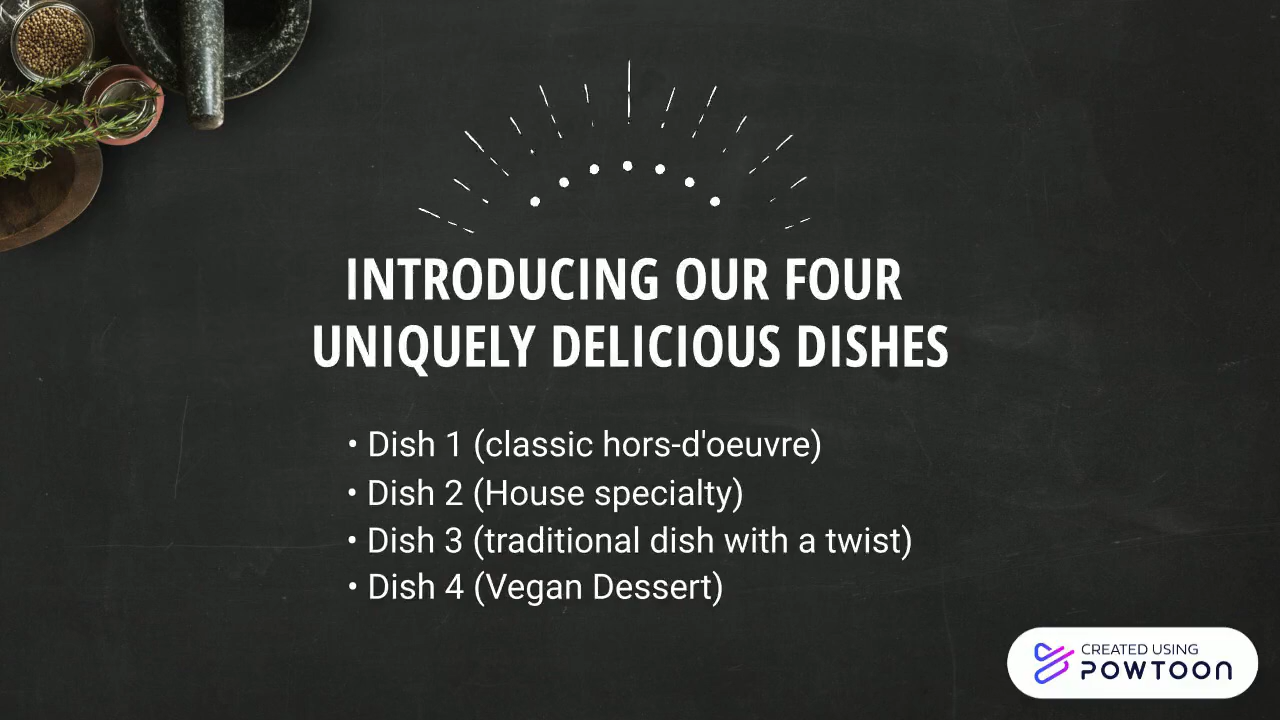 INTRODUCING OUR FOUR
UNIQUELY DELICIOUS DISHES
• Dish 1 (classic hors-d'oeuvre)
• Dish 2 (House specialty)
• Dish 3 (traditional dish with a twist)
• Dish 4 (Vegan Dessert)
CREATED USING
POWTOON